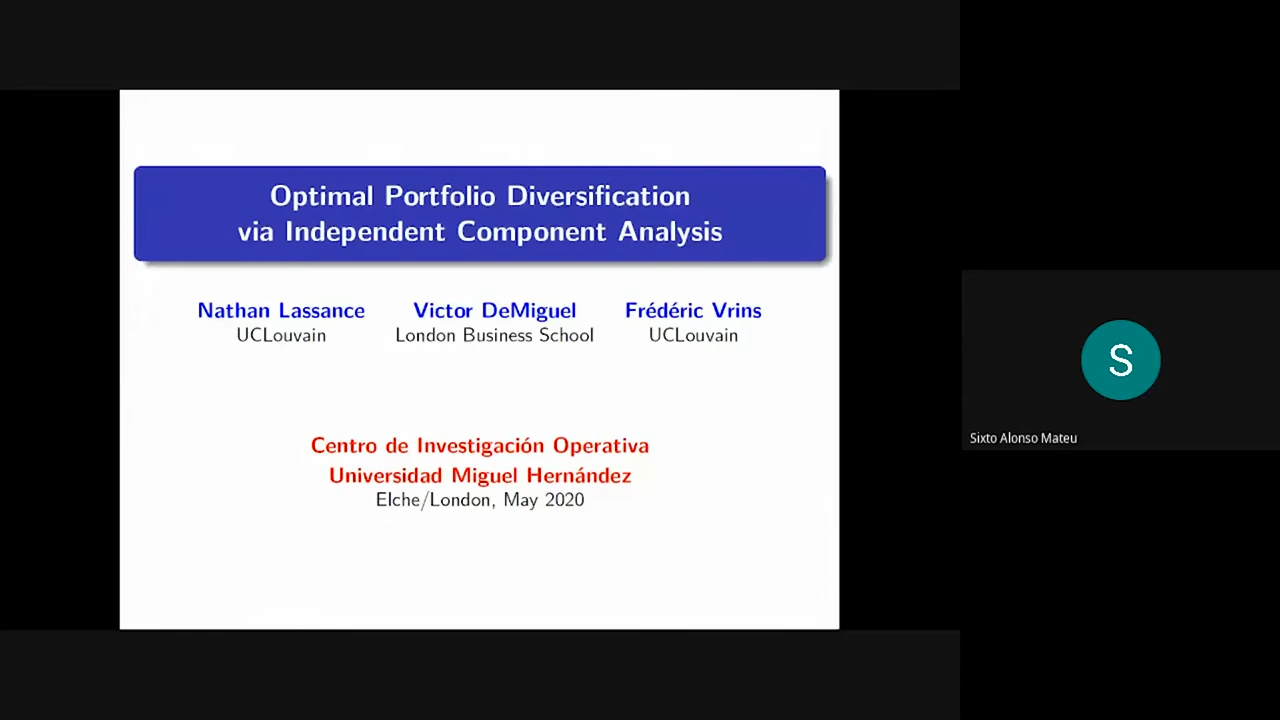 Optimal Portfolio Diversification
via Independent Component Analysis
Nathan Lassance Victor DeMiguel Frédéric Vrins
UCLouvain London Business School UCLouvain
Centro de Investigación Operativa
Universidad Miguel Hernández
Elche/London, May 2020
S
Sixto Alonso Mateu